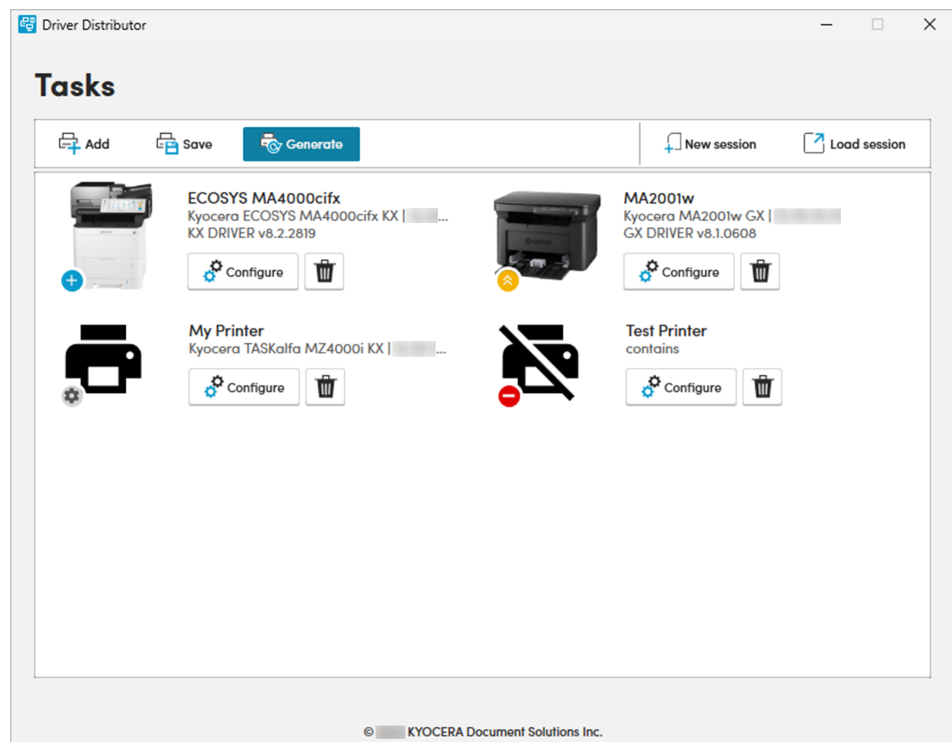 Driver Distributor
Tasks
Add
Save
Generate
New session
Load session
ECOSYS MA4000cifx
Kyocera ECOSYS MA4000cifx KX | ...
KX DRIVER v8.2.2819
Configure
MA2001w
Kyocera MA2001w GX |
GX DRIVER v8.1.0608
Configure
My Printer
Kyocera TASKalfa MZ4000i KX | ...
Configure
Test Printer
contains
Configure
© KYOCERA Document Solutions Inc.